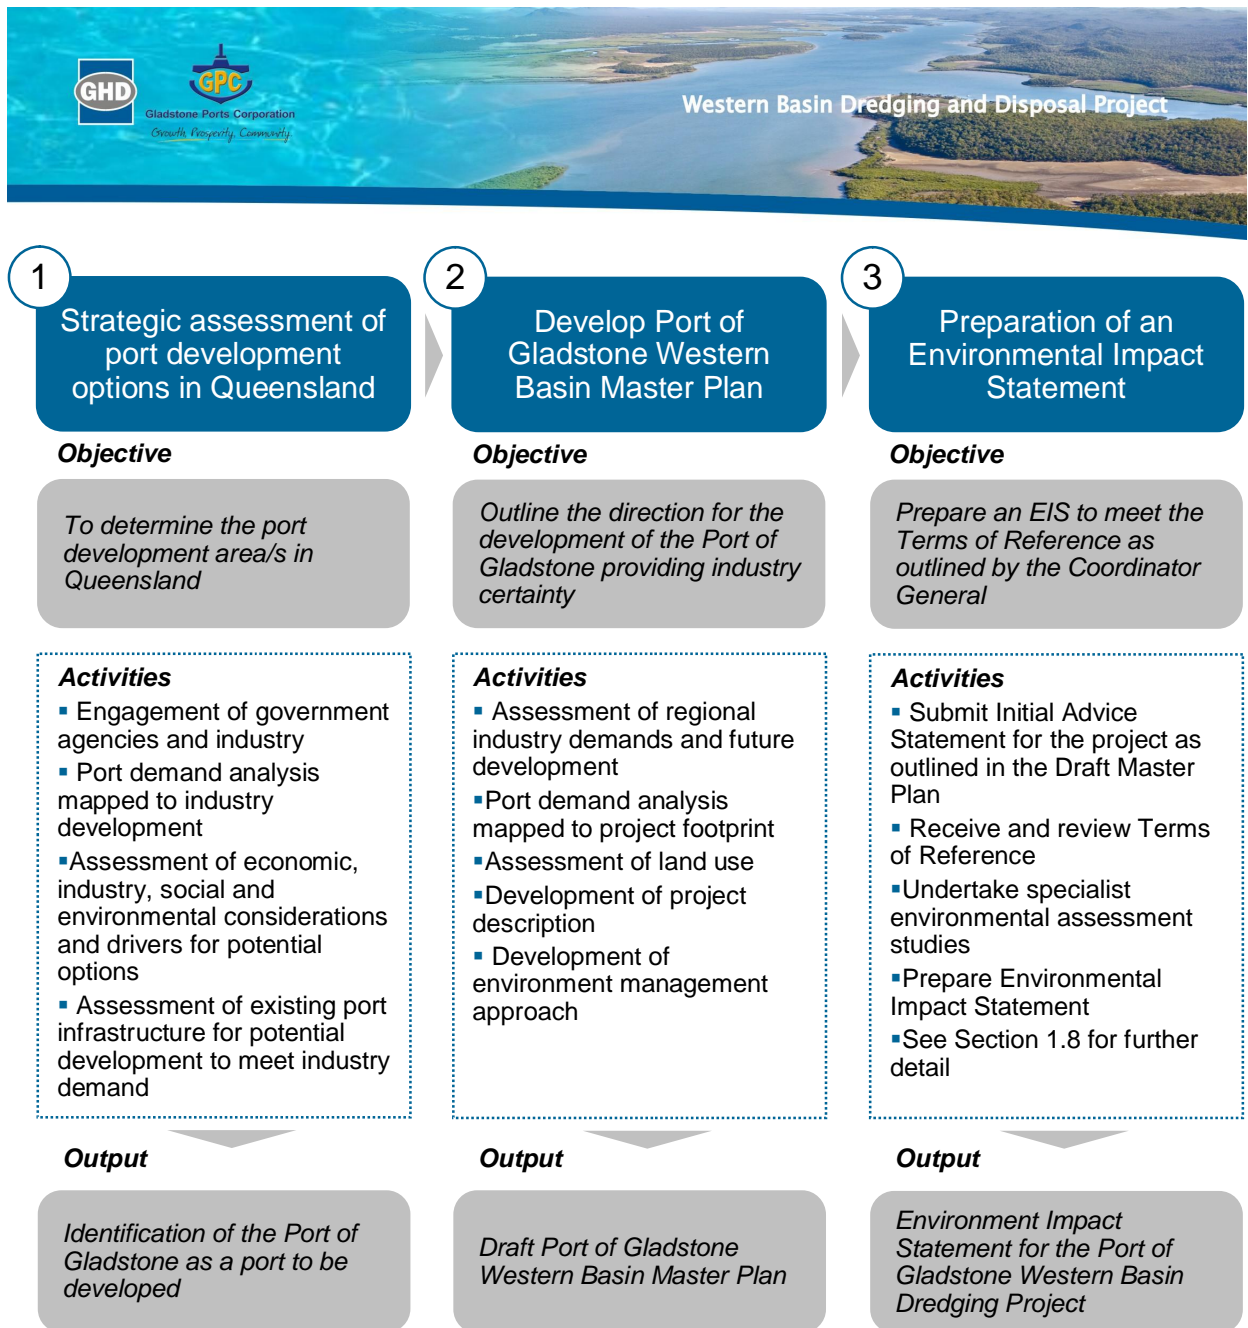 GHD
GPC
Gladstone Ports Corporation
Growth, Prosperity, Community.
Western Basin Dredging and Disposal Project
1
Strategic assessment of
port development
options in Queensland
Objective
To determine the port
development area/s in
Queensland
Activities
▪ Engagement of government
agencies and industry
▪ Port demand analysis
mapped to industry
development
▪Assessment of economic,
industry, social and
environmental considerations
and drivers for potential
options
▪ Assessment of existing port
infrastructure for potential
development to meet industry
demand
Output
Identification of the Port of
Gladstone as a port to be
developed
2
Develop Port of
Gladstone Western
Basin Master Plan
Objective
Outline the direction for the
development of the Port of
Gladstone providing industry
certainty
Activities
▪ Assessment of regional
industry demands and future
development
▪Port demand analysis
mapped to project footprint
▪Assessment of land use
▪Development of project
description
▪ Development of
environment management
approach
Output
Draft Port of Gladstone
Western Basin Master Plan
3
Preparation of an
Environmental Impact
Statement
Objective
Prepare an EIS to meet the
Terms of Reference as
outlined by the Coordinator
General
Activities
▪ Submit Initial Advice
Statement for the project as
outlined in the Draft Master
Plan
▪ Receive and review Terms
of Reference
▪Undertake specialist
environmental assessment
studies
▪Prepare Environmental
Impact Statement
▪See Section 1.8 for further
detail
Output
Environment Impact
Statement for the Port of
Gladstone Western Basin
Dredging Project